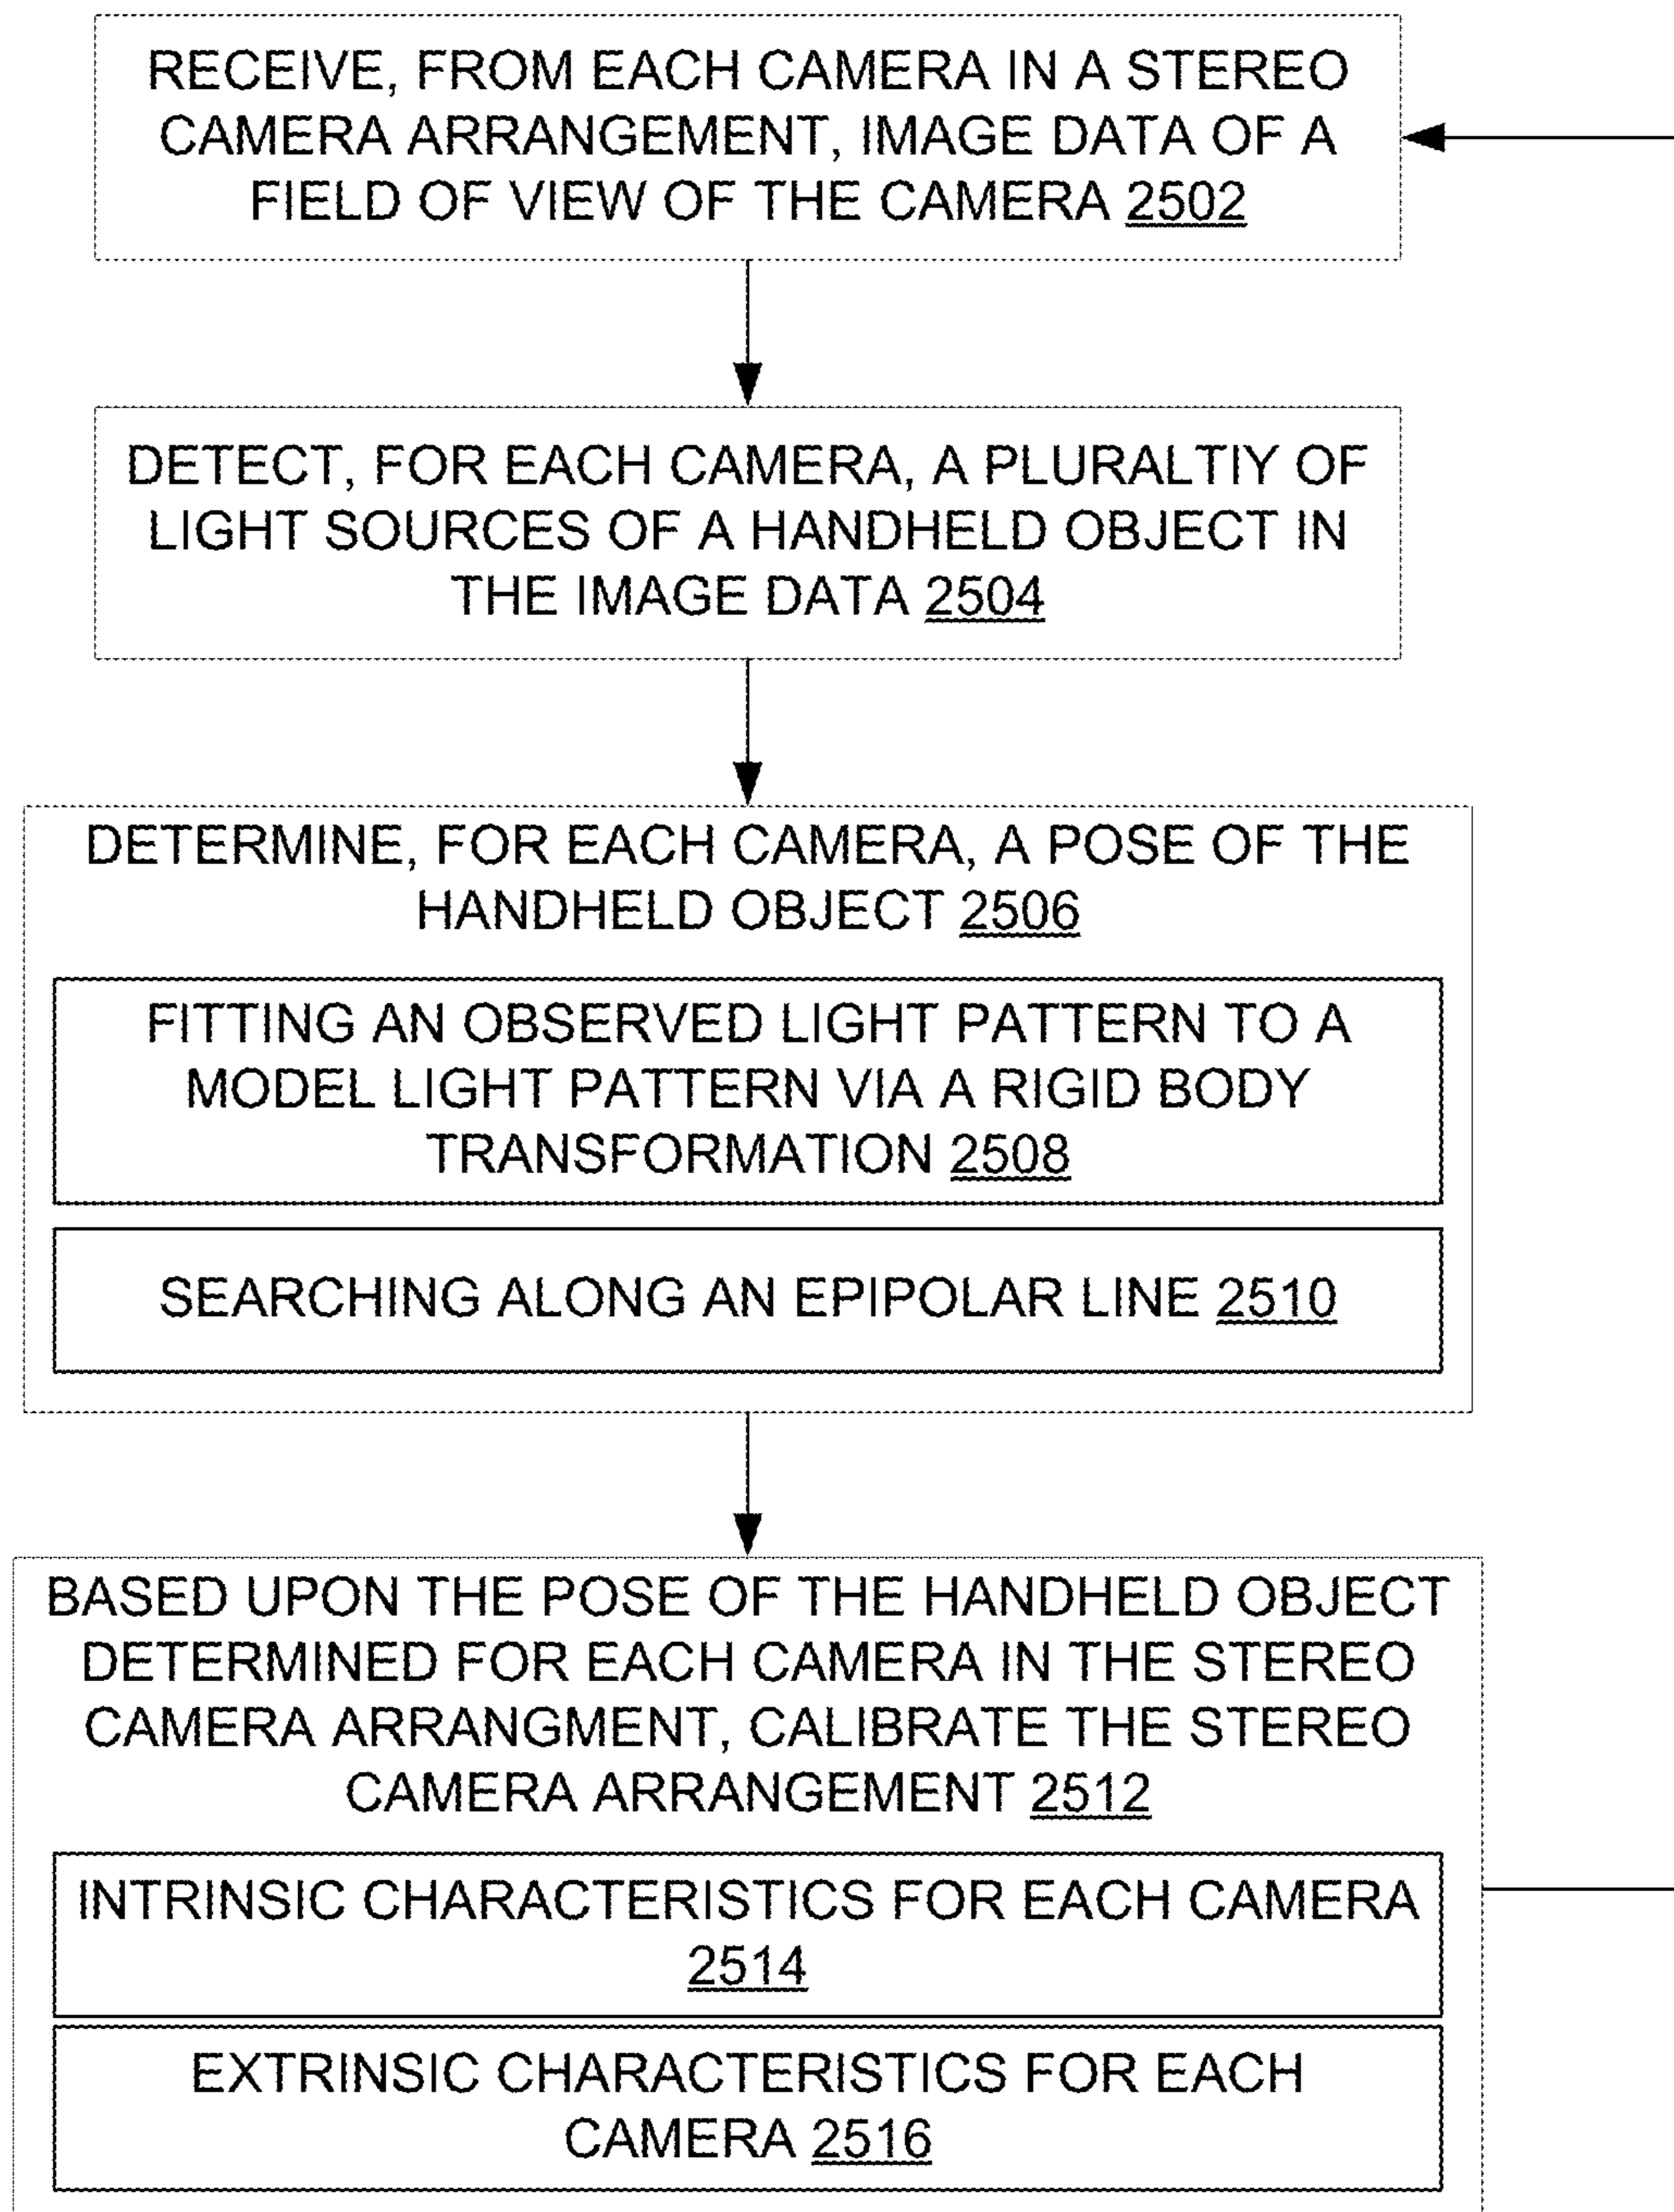 RECEIVE, FROM EACH CAMERA IN A STEREO
CAMERA ARRANGEMENT, IMAGE DATA OF A
FIELD OF VIEW OF THE CAMERA 2502
DETECT, FOR EACH CAMERA, A PLURALTIY OF
LIGHT SOURCES OF A HANDHELD OBJECT IN
THE IMAGE DATA 2504
DETERMINE, FOR EACH CAMERA, A POSE OF THE
HANDHELD OBJECT 2506
FITTING AN OBSERVED LIGHT PATTERN TO A
MODEL LIGHT PATTERN VIA A RIGID BODY
TRANSFORMATION 2508
SEARCHING ALONG AN EPIPOLAR LINE 2510
BASED UPON THE POSE OF THE HANDHELD OBJECT
DETERMINED FOR EACH CAMERA IN THE STEREO
CAMERA ARRANGMENT, CALIBRATE THE STEREO
CAMERA ARRANGEMENT 2512
INTRINSIC CHARACTERISTICS FOR EACH CAMERA
2514
EXTRINSIC CHARACTERISTICS FOR EACH
CAMERA 2516